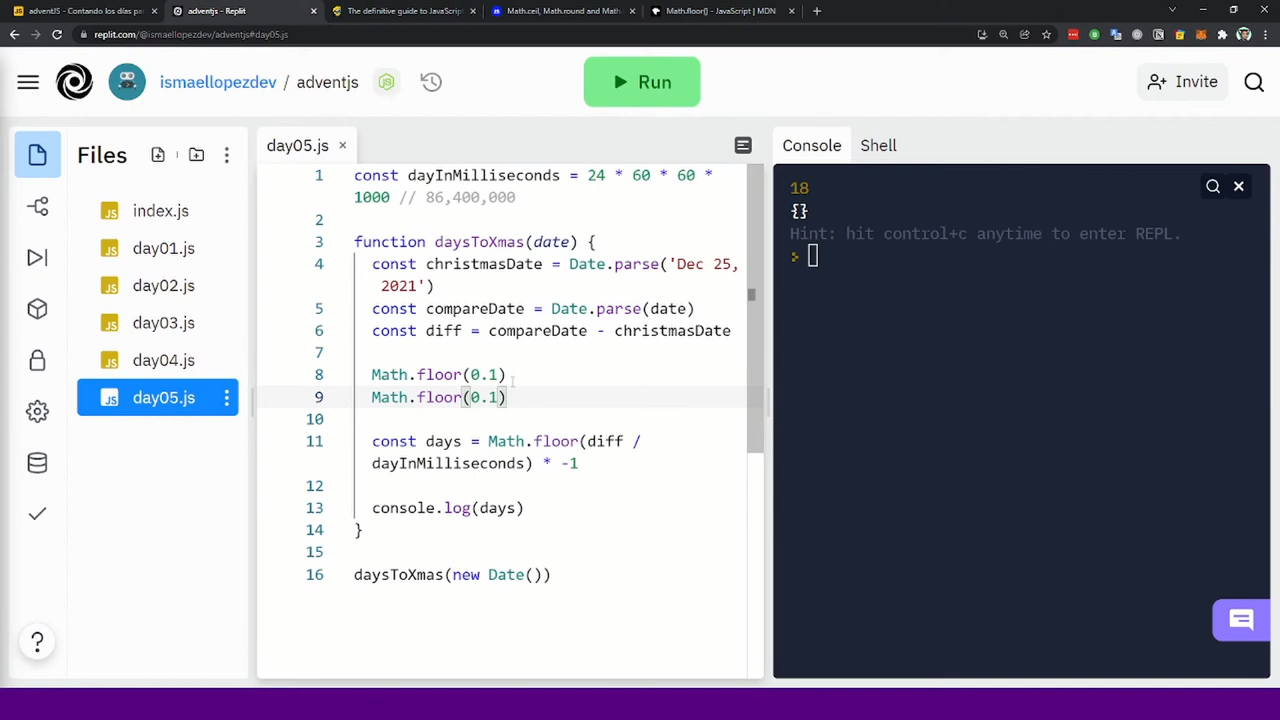 adventJS - Contando los días pa
adventjs - Replit
The definitive guide to JavaScript
Math.ceil, Math.round and Math.
Math.floor() - JavaScript | MDN
replit.com/@ismaellopezdev/adventjs#day05.js
ismaellopezdev / adventjs
Run
Invite
Files
day05.js
Console
Shell
index.js
day01.js
day02.js
day03.js
day04.js
day05.js
1 const dayInMilliseconds = 24 * 60 * 60 *
1000 // 86,400,000
2
3 function daysToXmas(date) {
4 const christmasDate = Date.parse('Dec 25,
2021')
5 const compareDate = Date.parse(date)
6 const diff = compareDate - christmasDate
7
8 Math.floor(0.1)
9 Math.floor(0.1)
10
11 const days = Math.floor(diff /
dayInMilliseconds) * -1
12
13 console.log(days)
14 }
15
16 daysToXmas(new Date())
18
{}
Hint: hit control+c anytime to enter REPL.
>
?